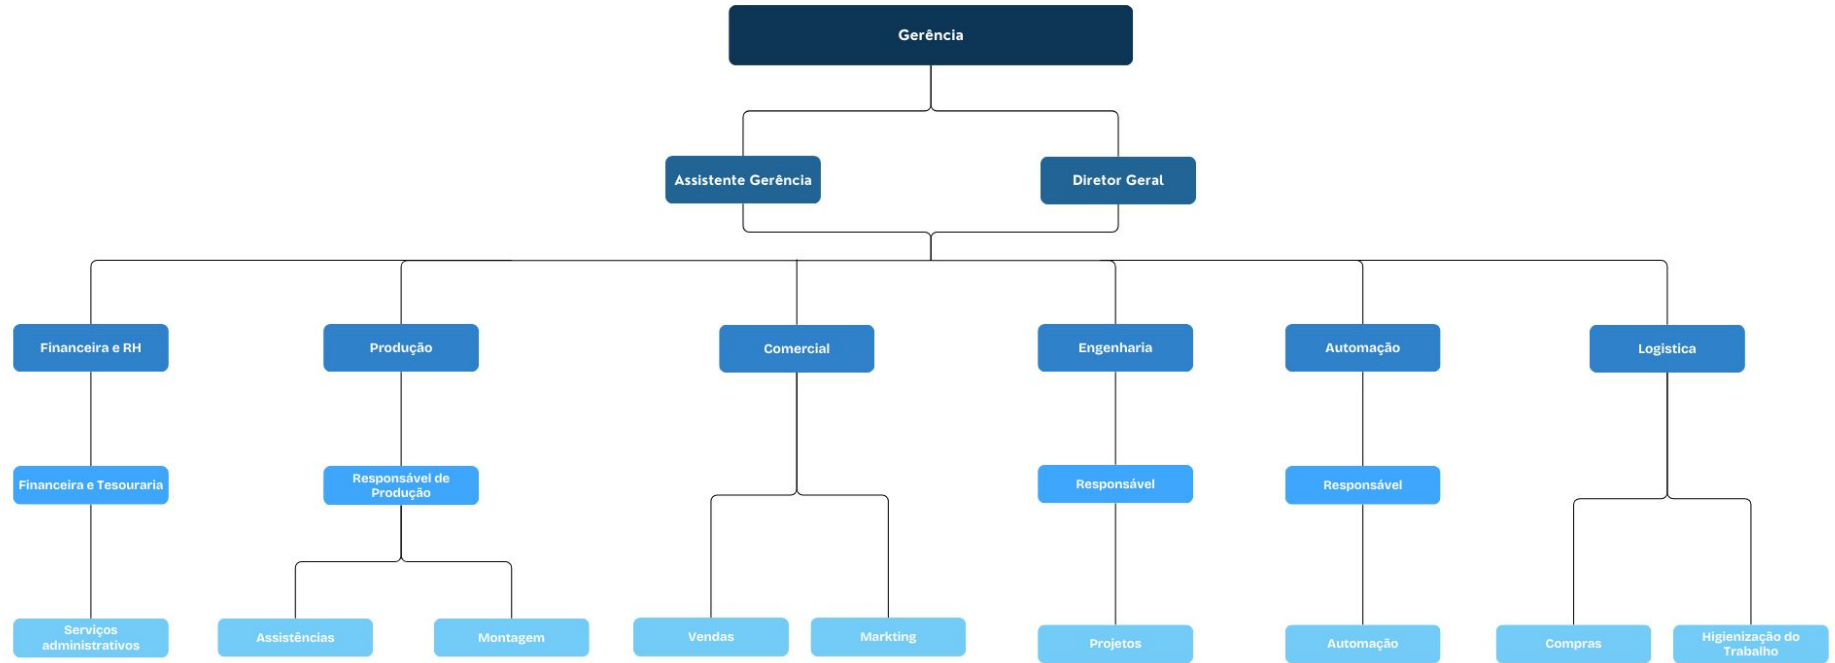 Gerência
Assistente Gerência
Diretor Geral
Financeira e RH
Produção
Comercial
Engenharia
Automação
Logistica
Financeira e Tesouraria
Responsável de
Produção
Responsável
Responsável
Serviços
administrativos
Assistências
Montagem
Vendas
Markting
Projetos
Automação
Compras
Higienização do
Trabalho